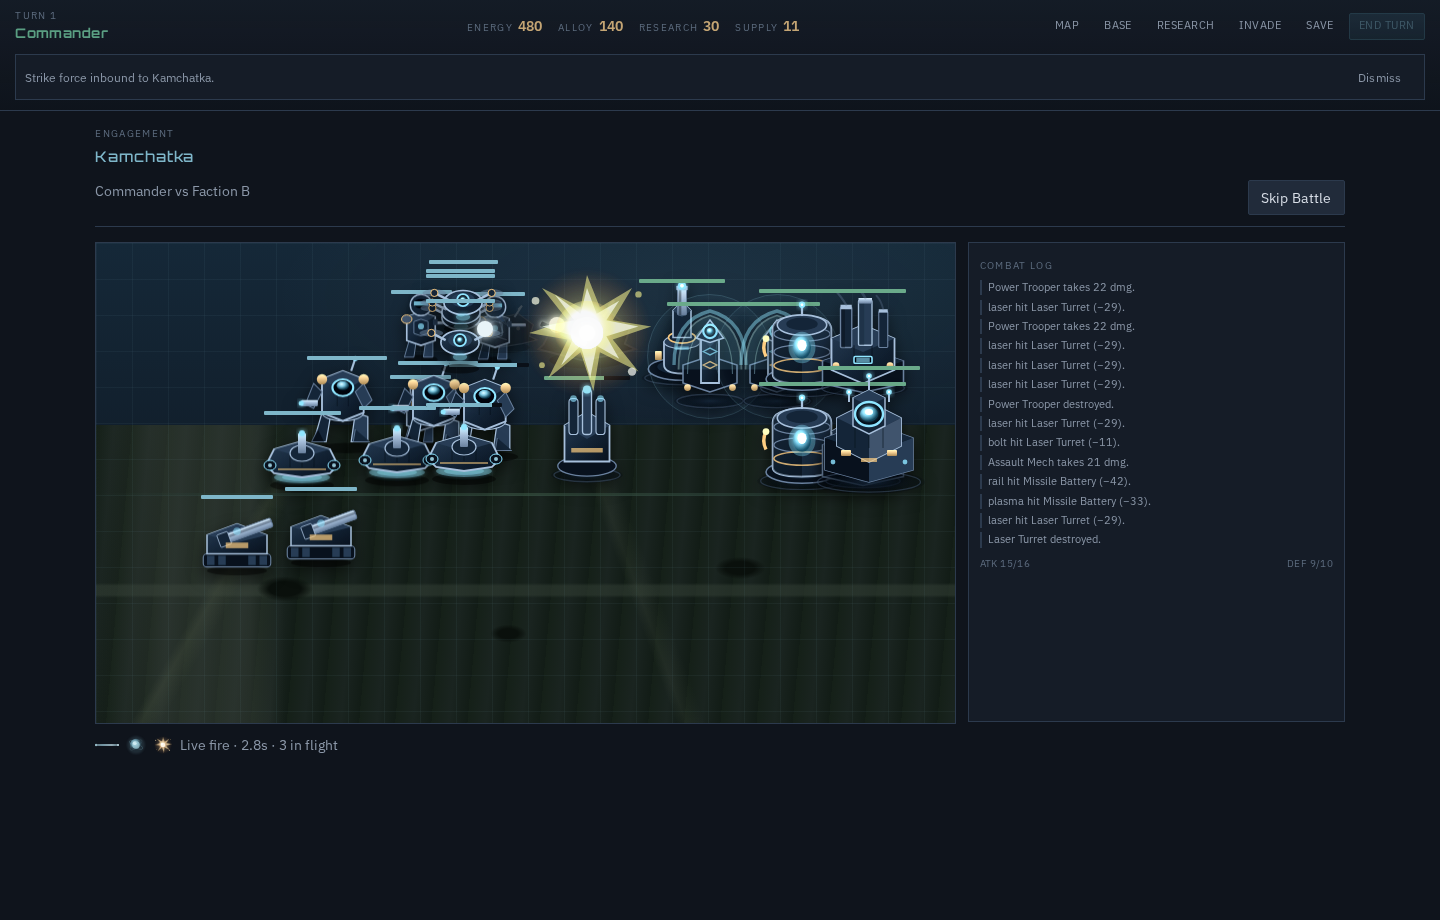 TURN 1
Commander
ENERGY 480 ALLOY 140 RESEARCH 30 SUPPLY 11
MAP BASE RESEARCH INVADE SAVE END TURN
Strike force inbound to Kamchatka.
Dismiss
ENGAGEMENT
Kamchatka
Commander vs Faction B
Skip Battle
COMBAT LOG
Power Trooper takes 22 dmg.
laser hit Laser Turret (−29).
Power Trooper takes 22 dmg.
laser hit Laser Turret (−29).
laser hit Laser Turret (−29).
laser hit Laser Turret (−29).
Power Trooper destroyed.
laser hit Laser Turret (−29).
bolt hit Laser Turret (−11).
Assault Mech takes 21 dmg.
rail hit Missile Battery (−42).
plasma hit Missile Battery (−33).
laser hit Laser Turret (−29).
Laser Turret destroyed.
ATK 15/16 DEF 9/10
Live fire · 2.8s · 3 in flight